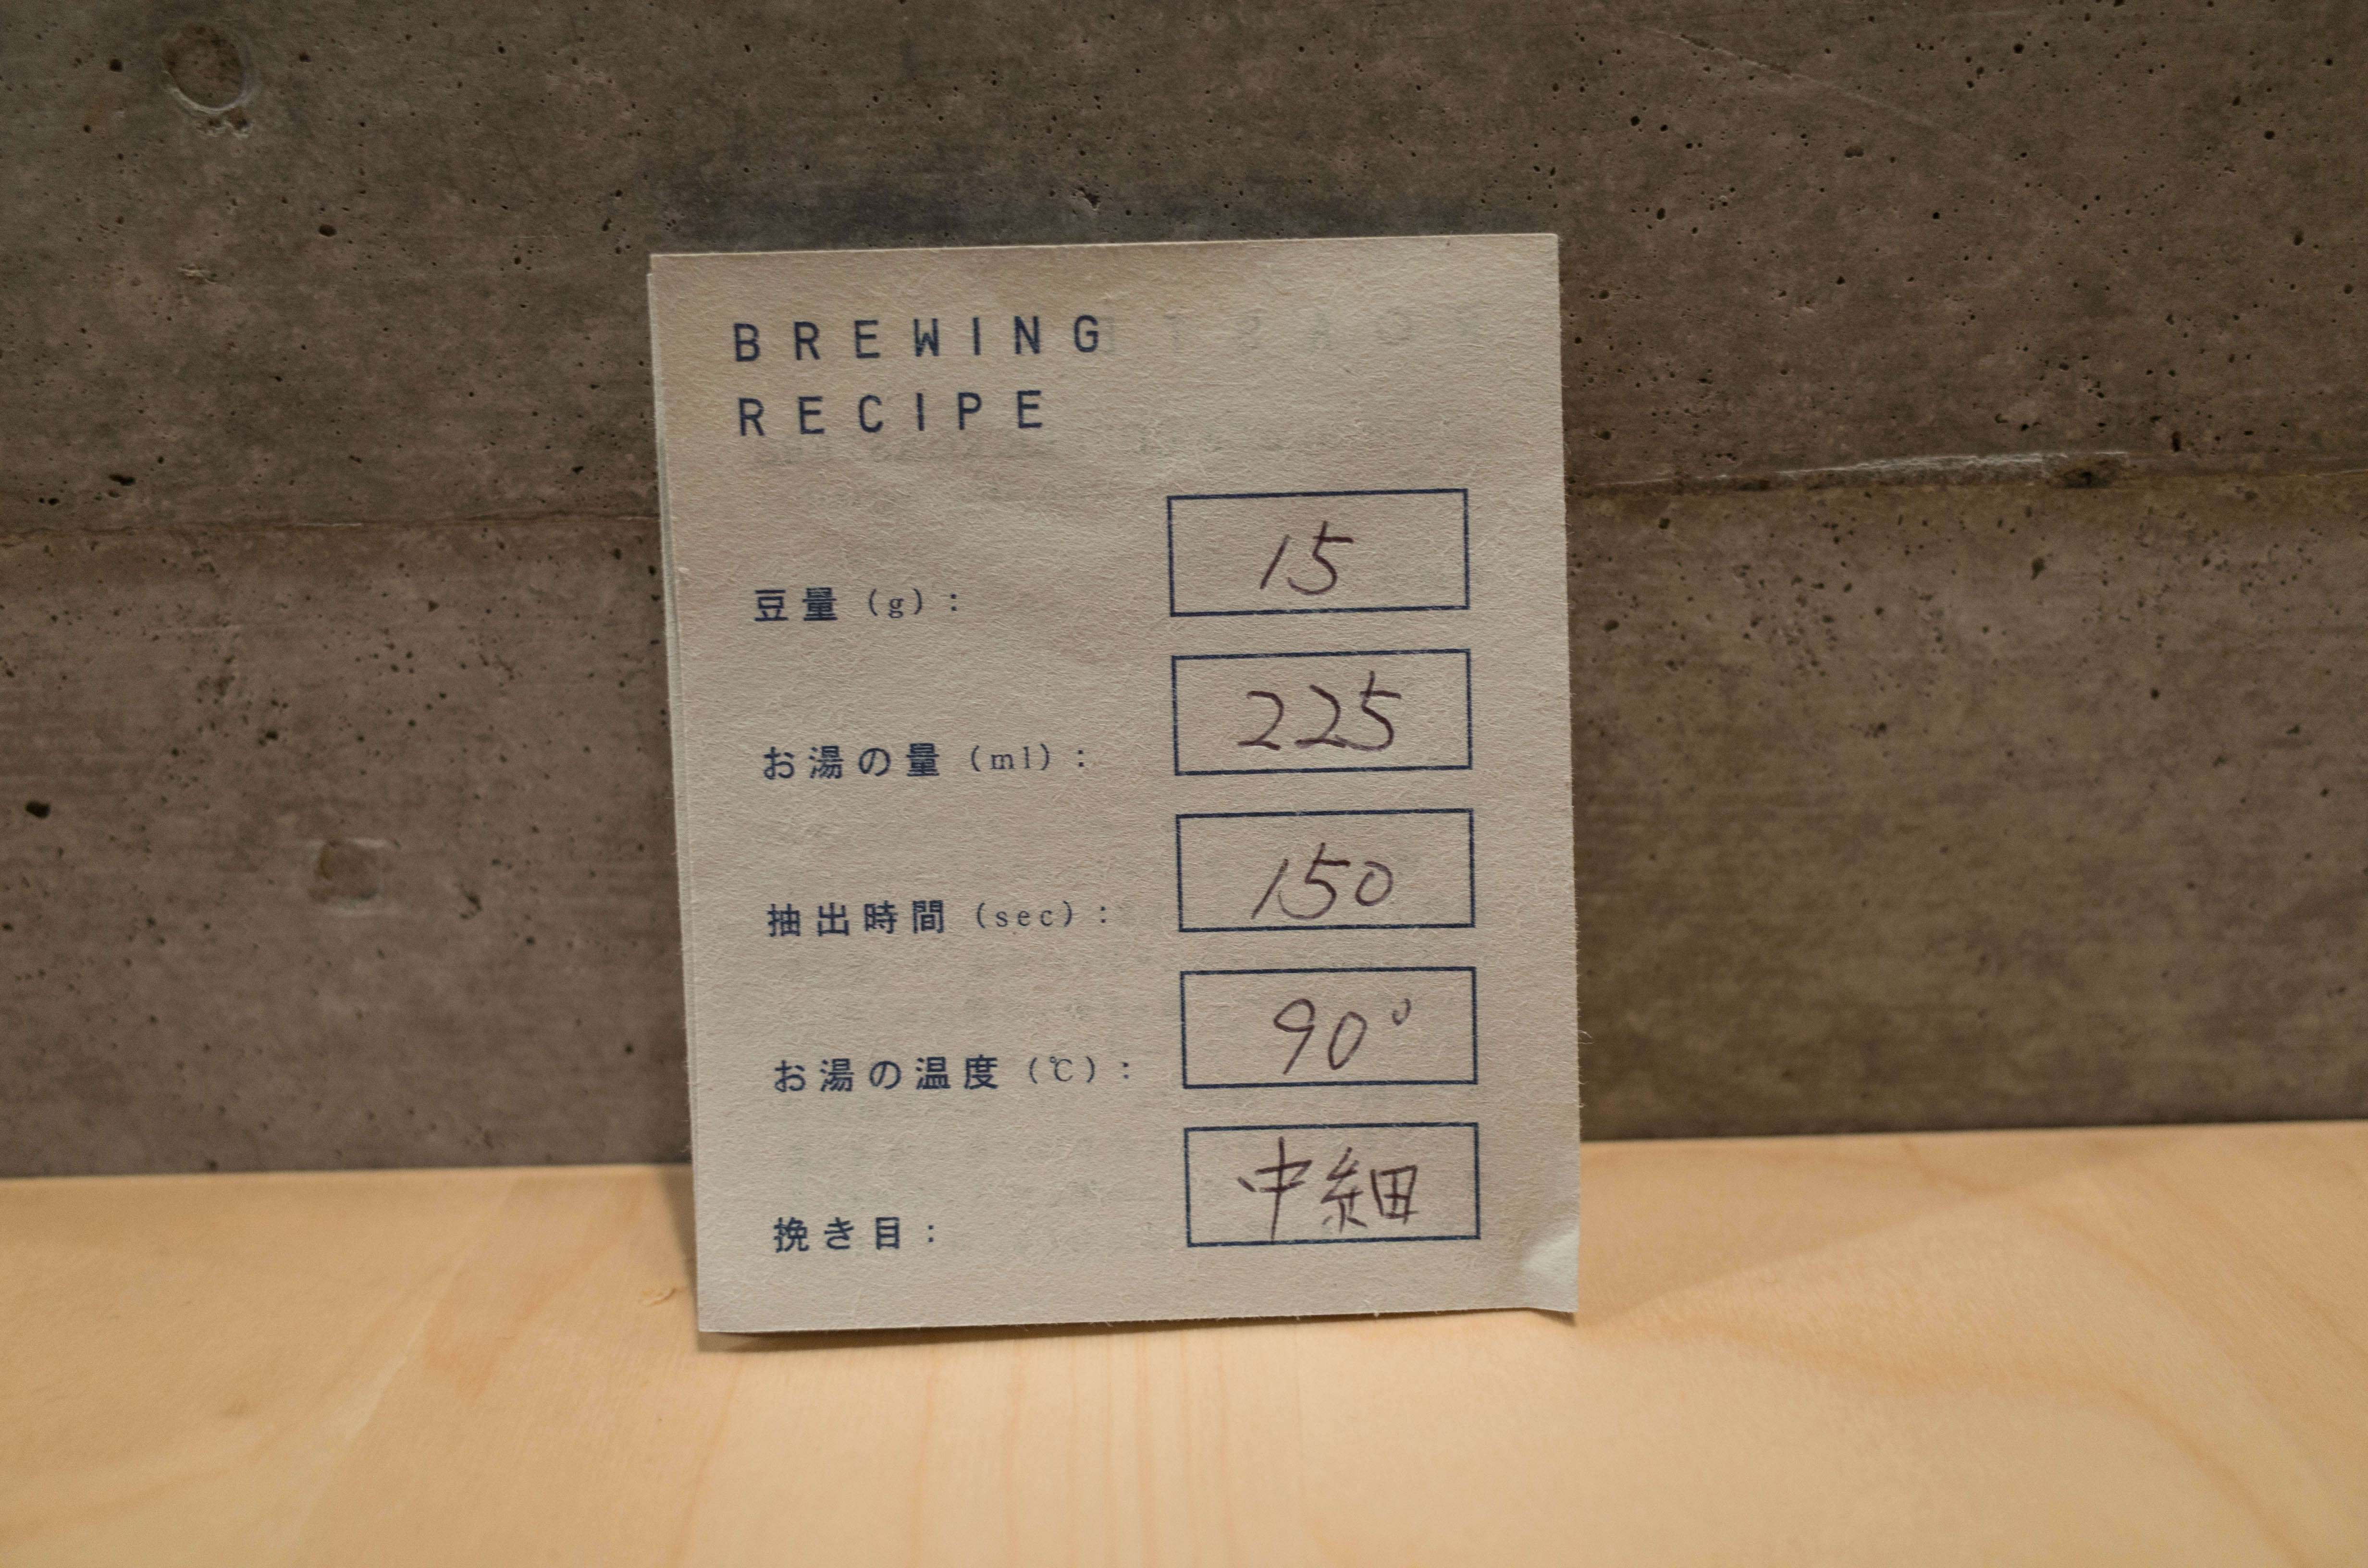 BREWING
RECIPE
豆量(g): 15
お湯の量(ml): 225
抽出時間(sec): 150
お湯の温度(℃): 90°
挽き目: 中細